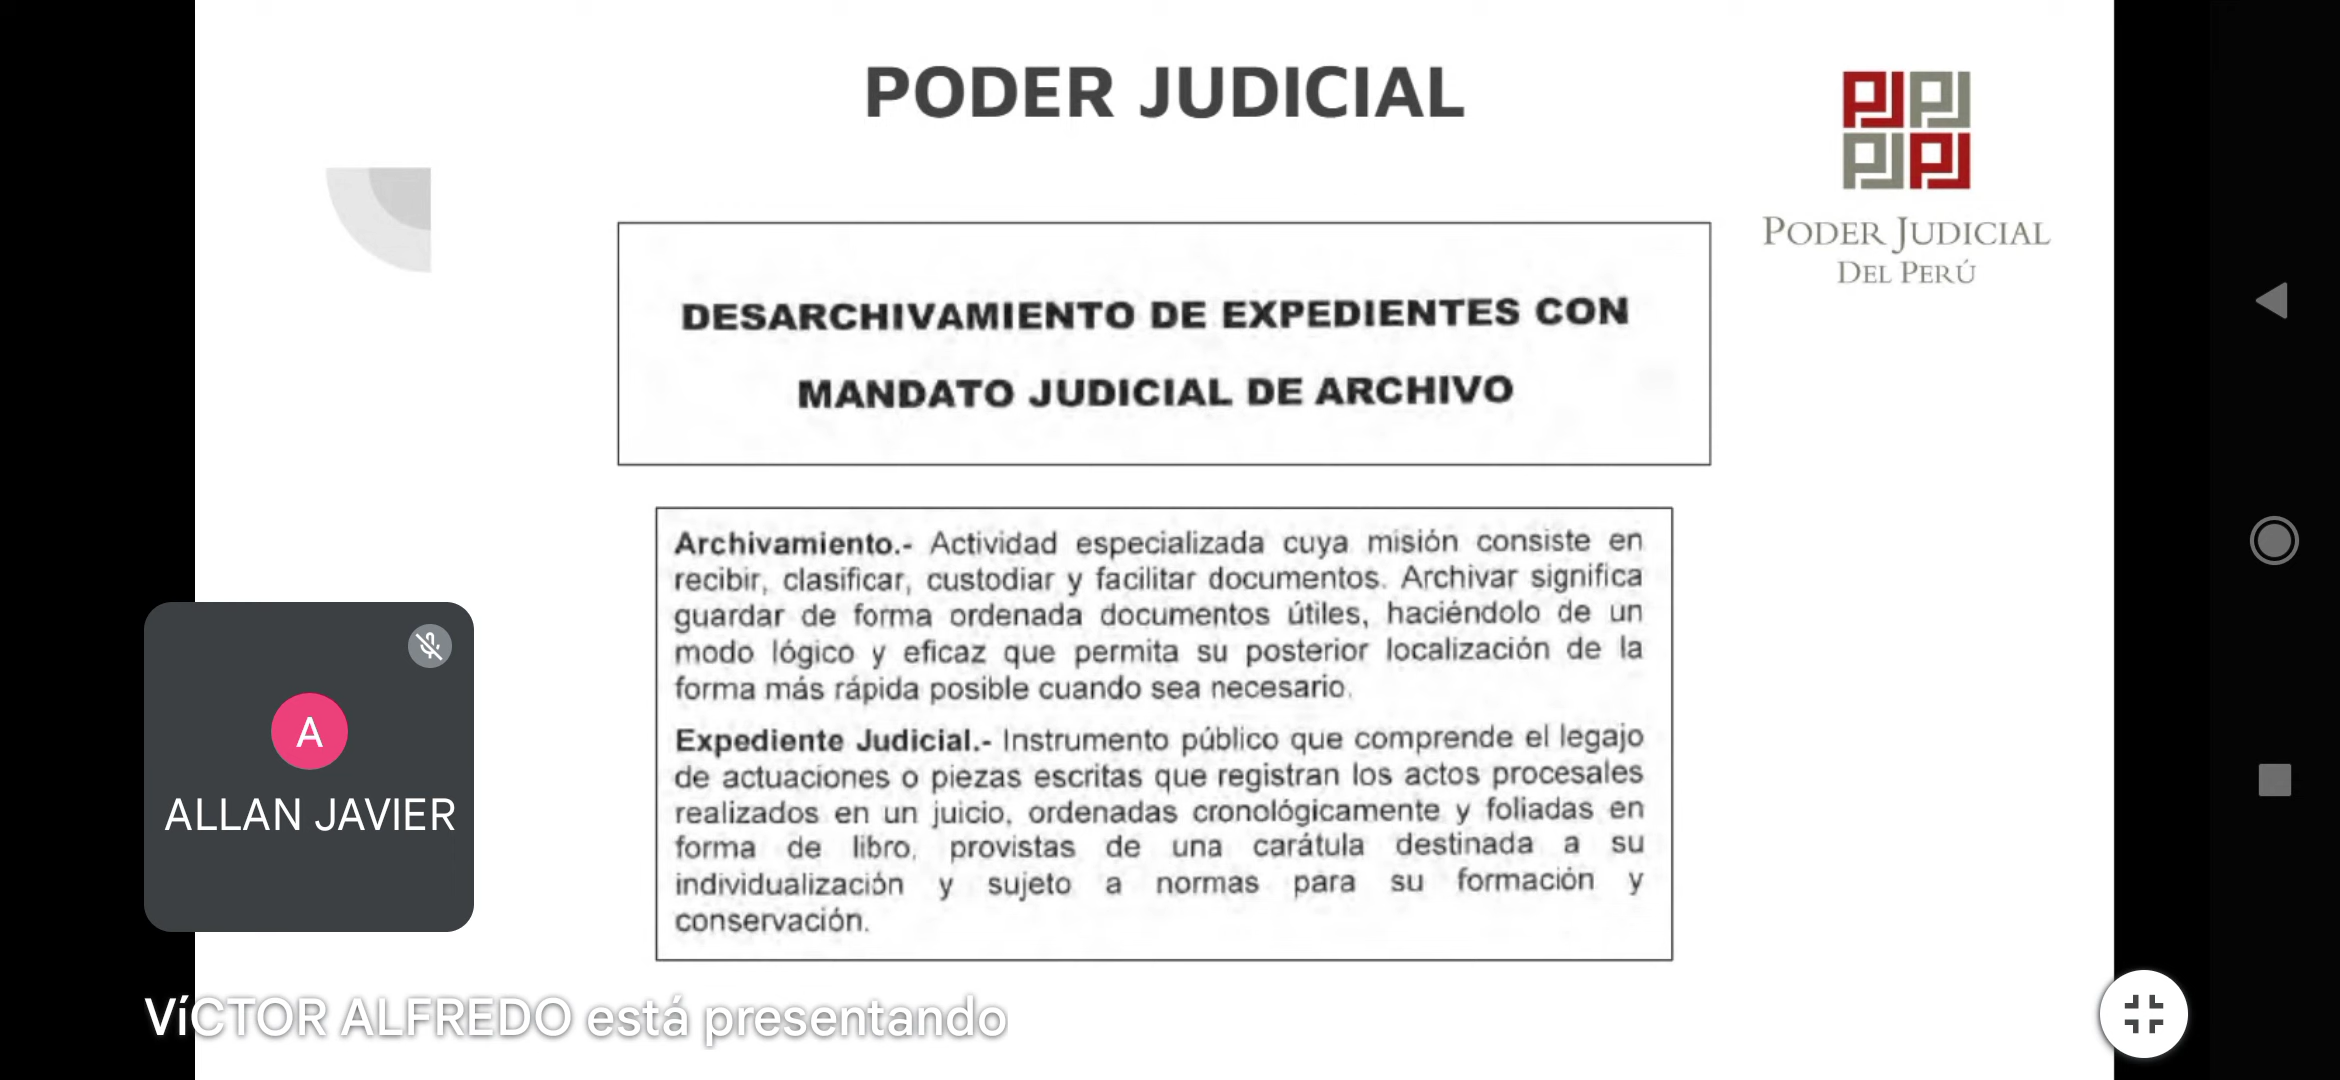 PODER JUDICIAL
PODER JUDICIAL
DEL PERÚ
DESARCHIVAMIENTO DE EXPEDIENTES CON
MANDATO JUDICIAL DE ARCHIVO
Archivamiento.- Actividad especializada cuya misión consiste en
recibir, clasificar, custodiar y facilitar documentos. Archivar significa
guardar de forma ordenada documentos útiles, haciéndolo de un
modo lógico y eficaz que permita su posterior localización de la
forma más rápida posible cuando sea necesario.
Expediente Judicial.- Instrumento público que comprende el legajo
de actuaciones o piezas escritas que registran los actos procesales
realizados en un juicio, ordenadas cronológicamente y foliadas en
forma de libro, provistas de una carátula destinada a su
individualización y sujeto a normas para su formación y
conservación.
A
ALLAN JAVIER
VíCTOR ALFREDO está presentando